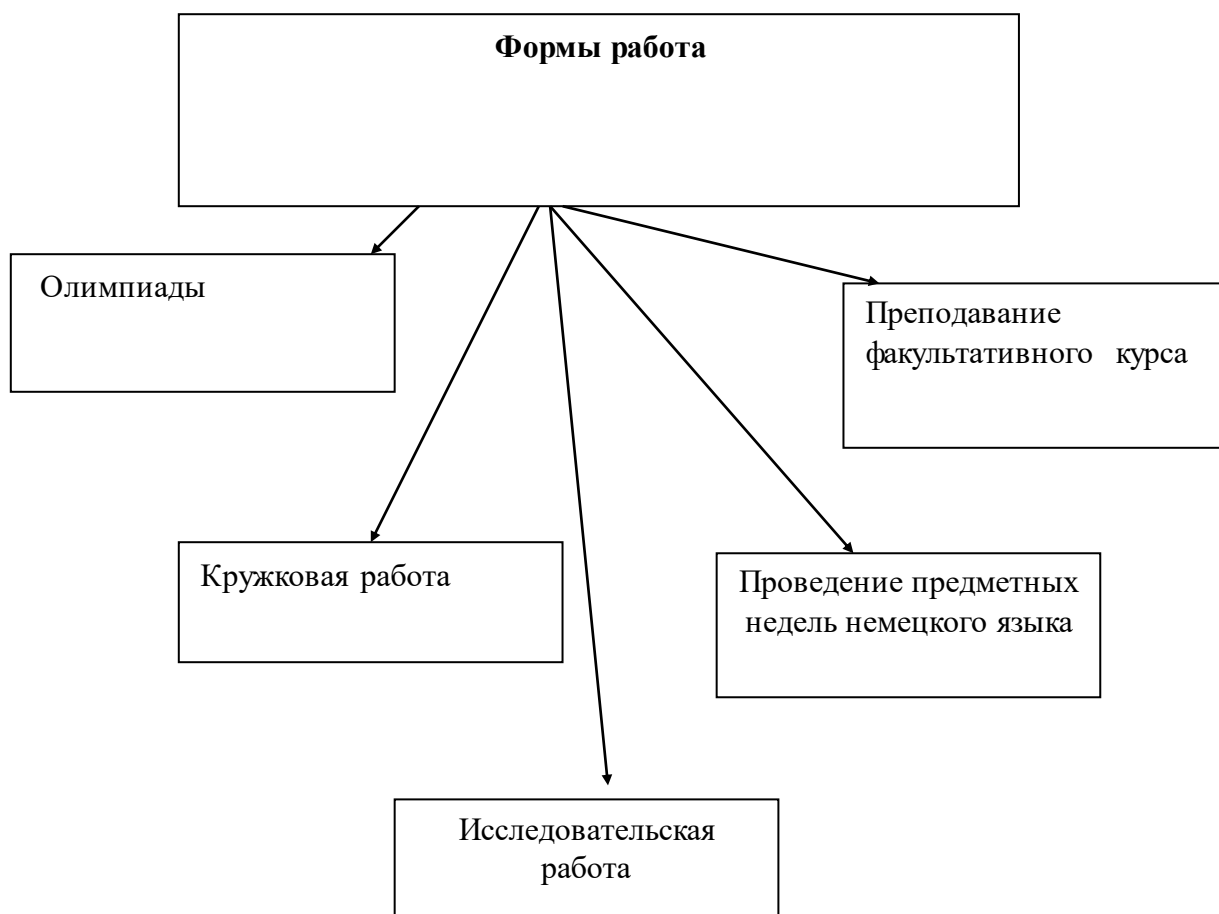 Формы работа
Олимпиады
Преподавание
факультативного курса
Кружковая работа
Проведение предметных
недель немецкого языка
Исследовательская
работа